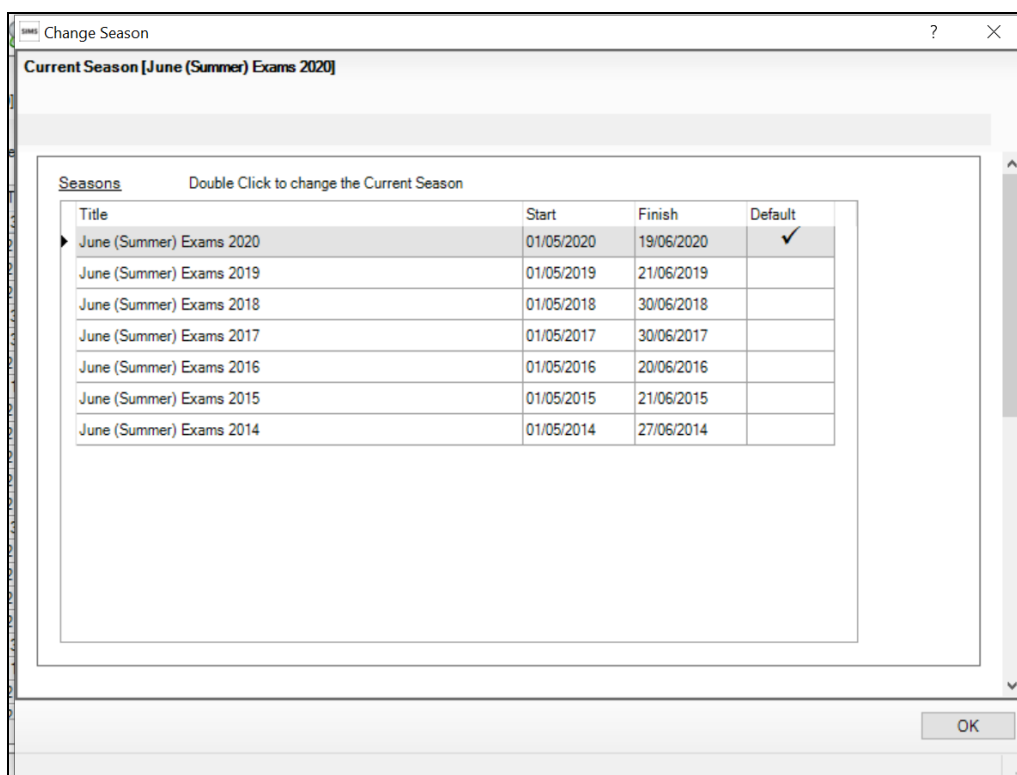 SIMS Change Season ?
Current Season [June (Summer) Exams 2020]
Seasons Double Click to change the Current Season
Title Start Finish Default
June (Summer) Exams 2020 01/05/2020 19/06/2020 ✓
June (Summer) Exams 2019 01/05/2019 21/06/2019
June (Summer) Exams 2018 01/05/2018 30/06/2018
June (Summer) Exams 2017 01/05/2017 30/06/2017
June (Summer) Exams 2016 01/05/2016 20/06/2016
June (Summer) Exams 2015 01/05/2015 21/06/2015
June (Summer) Exams 2014 01/05/2014 27/06/2014
OK